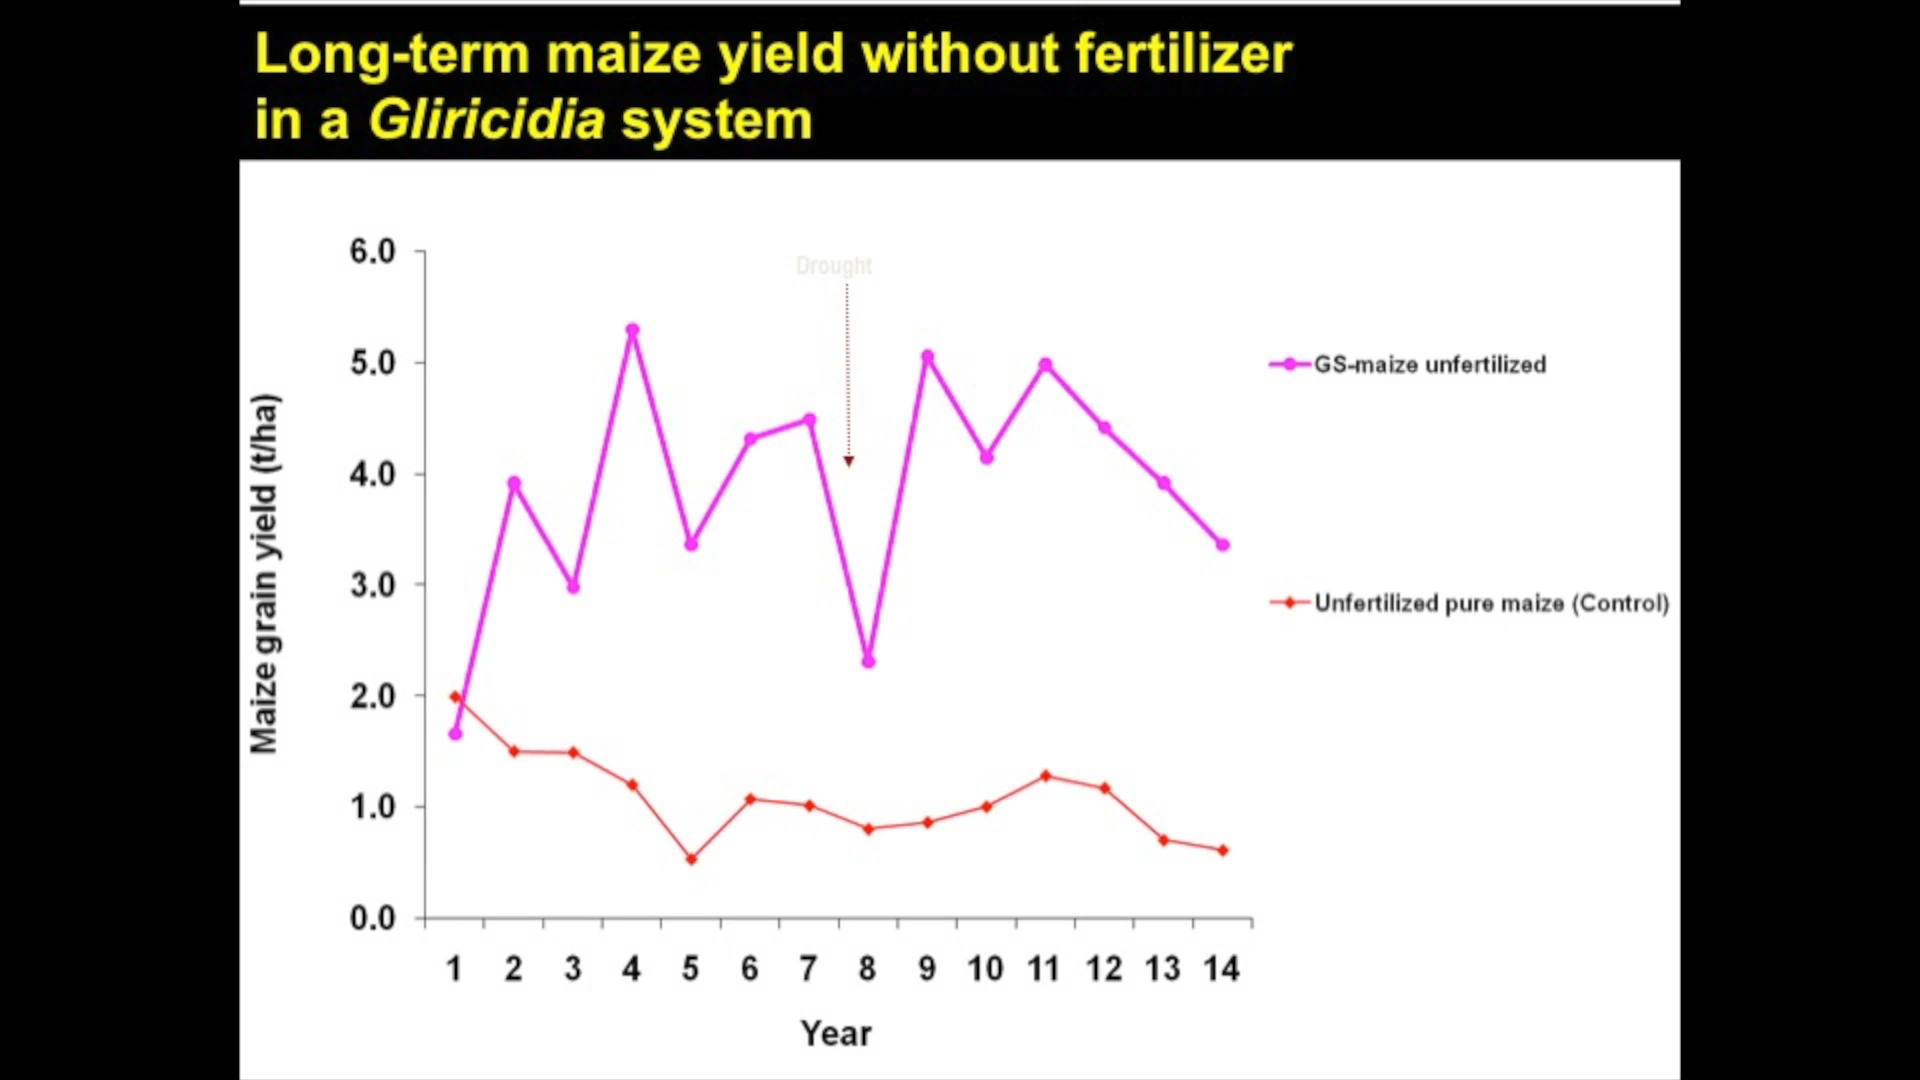 Long-term maize yield without fertilizer
in a Gliricidia system
6.0
Drought
5.0
GS-maize unfertilized
4.0
3.0
Unfertilized pure maize (Control)
2.0
1.0
0.0
Maize grain yield (t/ha)
1 2 3 4 5 6 7 8 9 10 11 12 13 14
Year